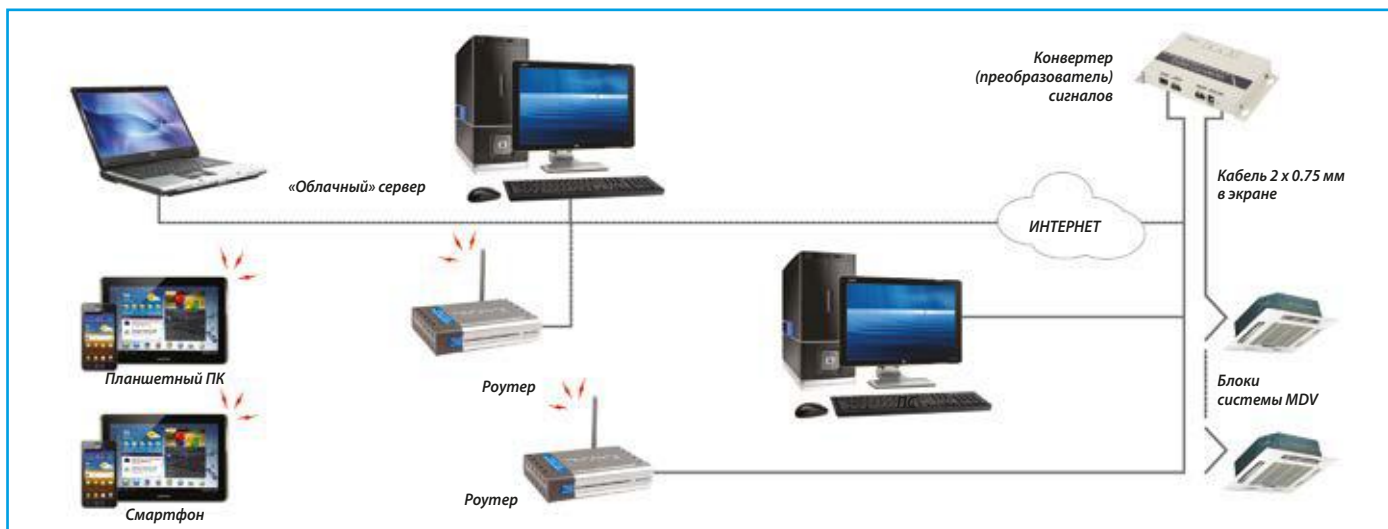 Конвертер
(преобразователь)
сигналов
«Облачный» сервер
Кабель 2 x 0.75 мм
в экране
ИНТЕРНЕТ
Планшетный ПК
Роутер
ПС
Блоки
системы MDV
Роутер
Смартфон